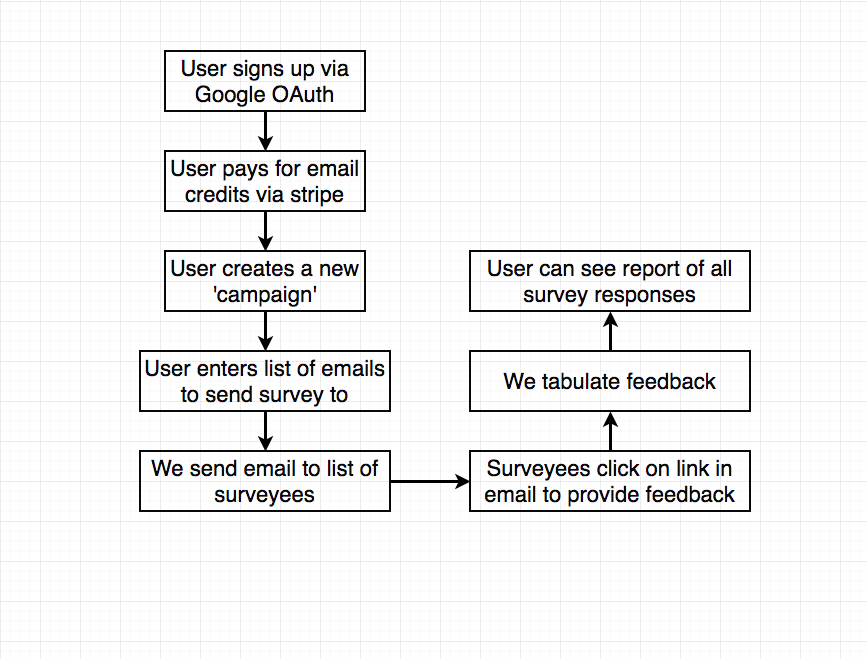 User signs up via
Google OAuth
User pays for email
credits via stripe
User creates a new
'campaign'
User enters list of emails
to send survey to
We send email to list of
surveyees
Surveyees click on link in
email to provide feedback
We tabulate feedback
User can see report of all
survey responses